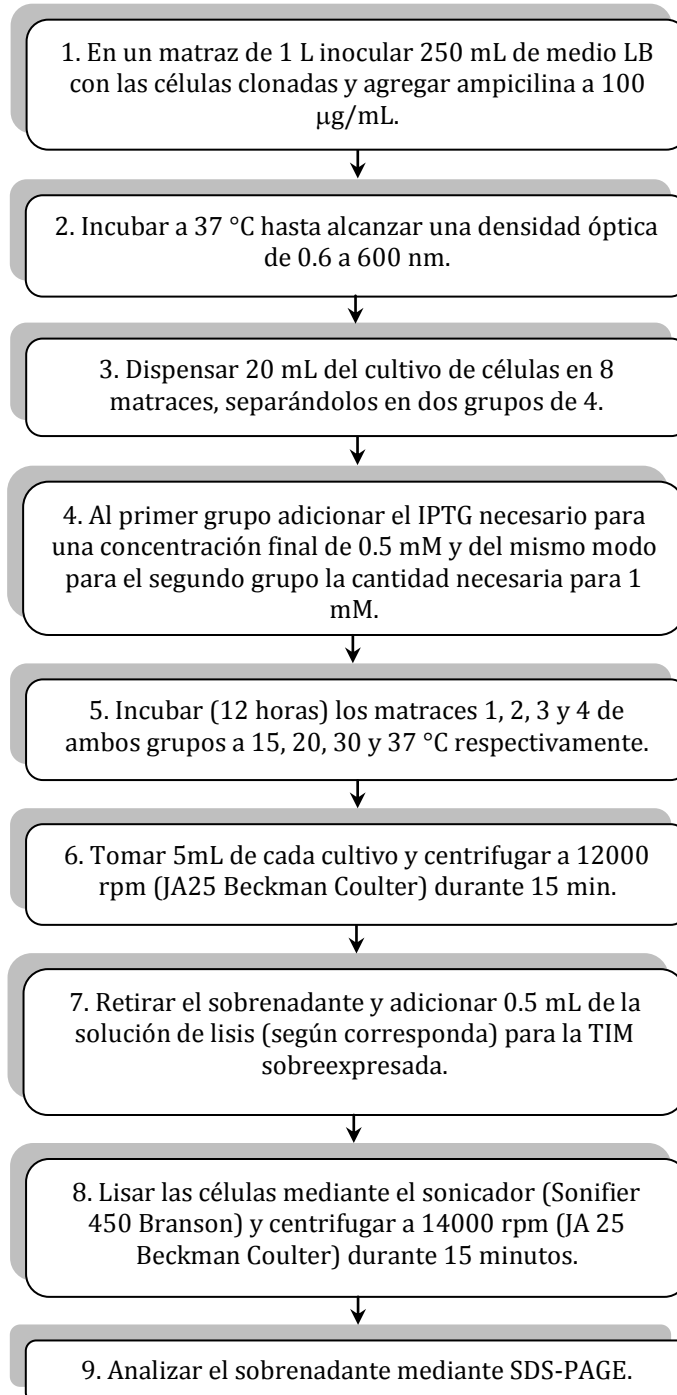 1. En un matraz de 1 L inocular 250 mL de medio LB
con las células clonadas y agregar ampicilina a 100
µg/mL.
2. Incubar a 37 °C hasta alcanzar una densidad óptica
de 0.6 a 600 nm.
3. Dispensar 20 mL del cultivo de células en 8
matraces, separándolos en dos grupos de 4.
4. Al primer grupo adicionar el IPTG necesario para
una concentración final de 0.5 mM y del mismo modo
para el segundo grupo la cantidad necesaria para 1
mM.
5. Incubar (12 horas) los matraces 1, 2, 3 y 4 de
ambos grupos a 15, 20, 30 y 37 °C respectivamente.
6. Tomar 5mL de cada cultivo y centrifugar a 12000
rpm (JA25 Beckman Coulter) durante 15 min.
7. Retirar el sobrenadante y adicionar 0.5 mL de la
solución de lisis (según corresponda) para la TIM
sobreexpresada.
8. Lisar las células mediante el sonicador (Sonifier
450 Branson) y centrifugar a 14000 rpm (JA 25
Beckman Coulter) durante 15 minutos.
9. Analizar el sobrenadante mediante SDS-PAGE.